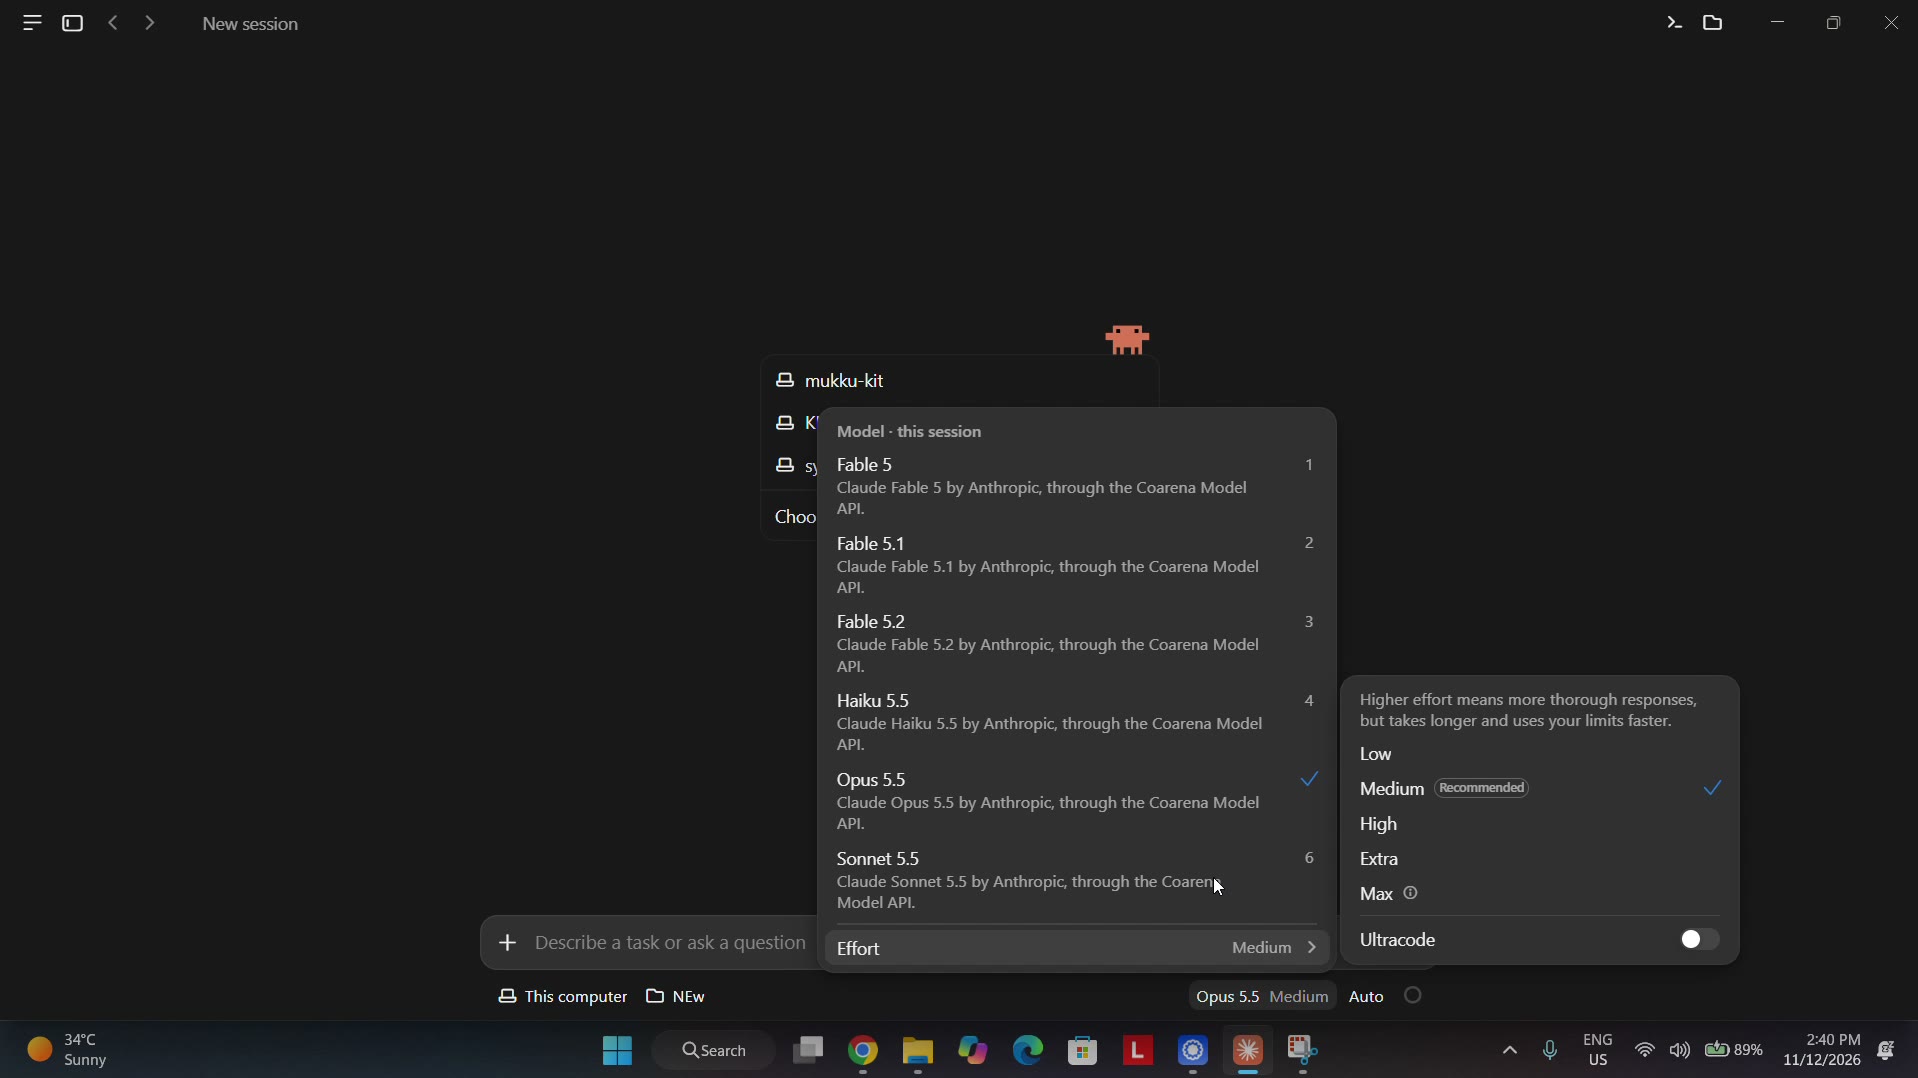 New session
mukku-kit
Model · this session
Fable 5 1
Claude Fable 5 by Anthropic, through the Coarena Model
API.
Fable 5.1 2
Claude Fable 5.1 by Anthropic, through the Coarena Model
API.
Fable 5.2 3
Claude Fable 5.2 by Anthropic, through the Coarena Model
API.
Haiku 5.5 4
Claude Haiku 5.5 by Anthropic, through the Coarena Model
API.
Opus 5.5
Claude Opus 5.5 by Anthropic, through the Coarena Model
API.
Sonnet 5.5 6
Claude Sonnet 5.5 by Anthropic, through the Coarena
Model API.
Effort Medium
Higher effort means more thorough responses,
but takes longer and uses your limits faster.
Low
Medium Recommended
High
Extra
Max
Ultracode
Describe a task or ask a question
This computer NEw
Opus 5.5 Medium Auto
34°C
Sunny
Search
L
ENG
US
89%
2:40 PM
11/12/2026